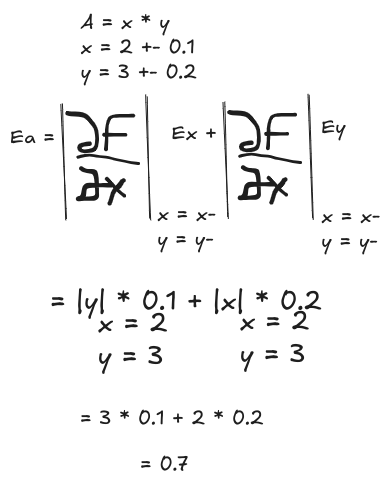 A = x * y
x = 2 +- 0.1
y = 3 +- 0.2
Ea = |∂F/∂x| Ex + |∂F/∂x| Ey
x = x- x = x-
y = y- y = y-
= |y| * 0.1 + |x| * 0.2
x = 2 x = 2
y = 3 y = 3
= 3 * 0.1 + 2 * 0.2
= 0.7